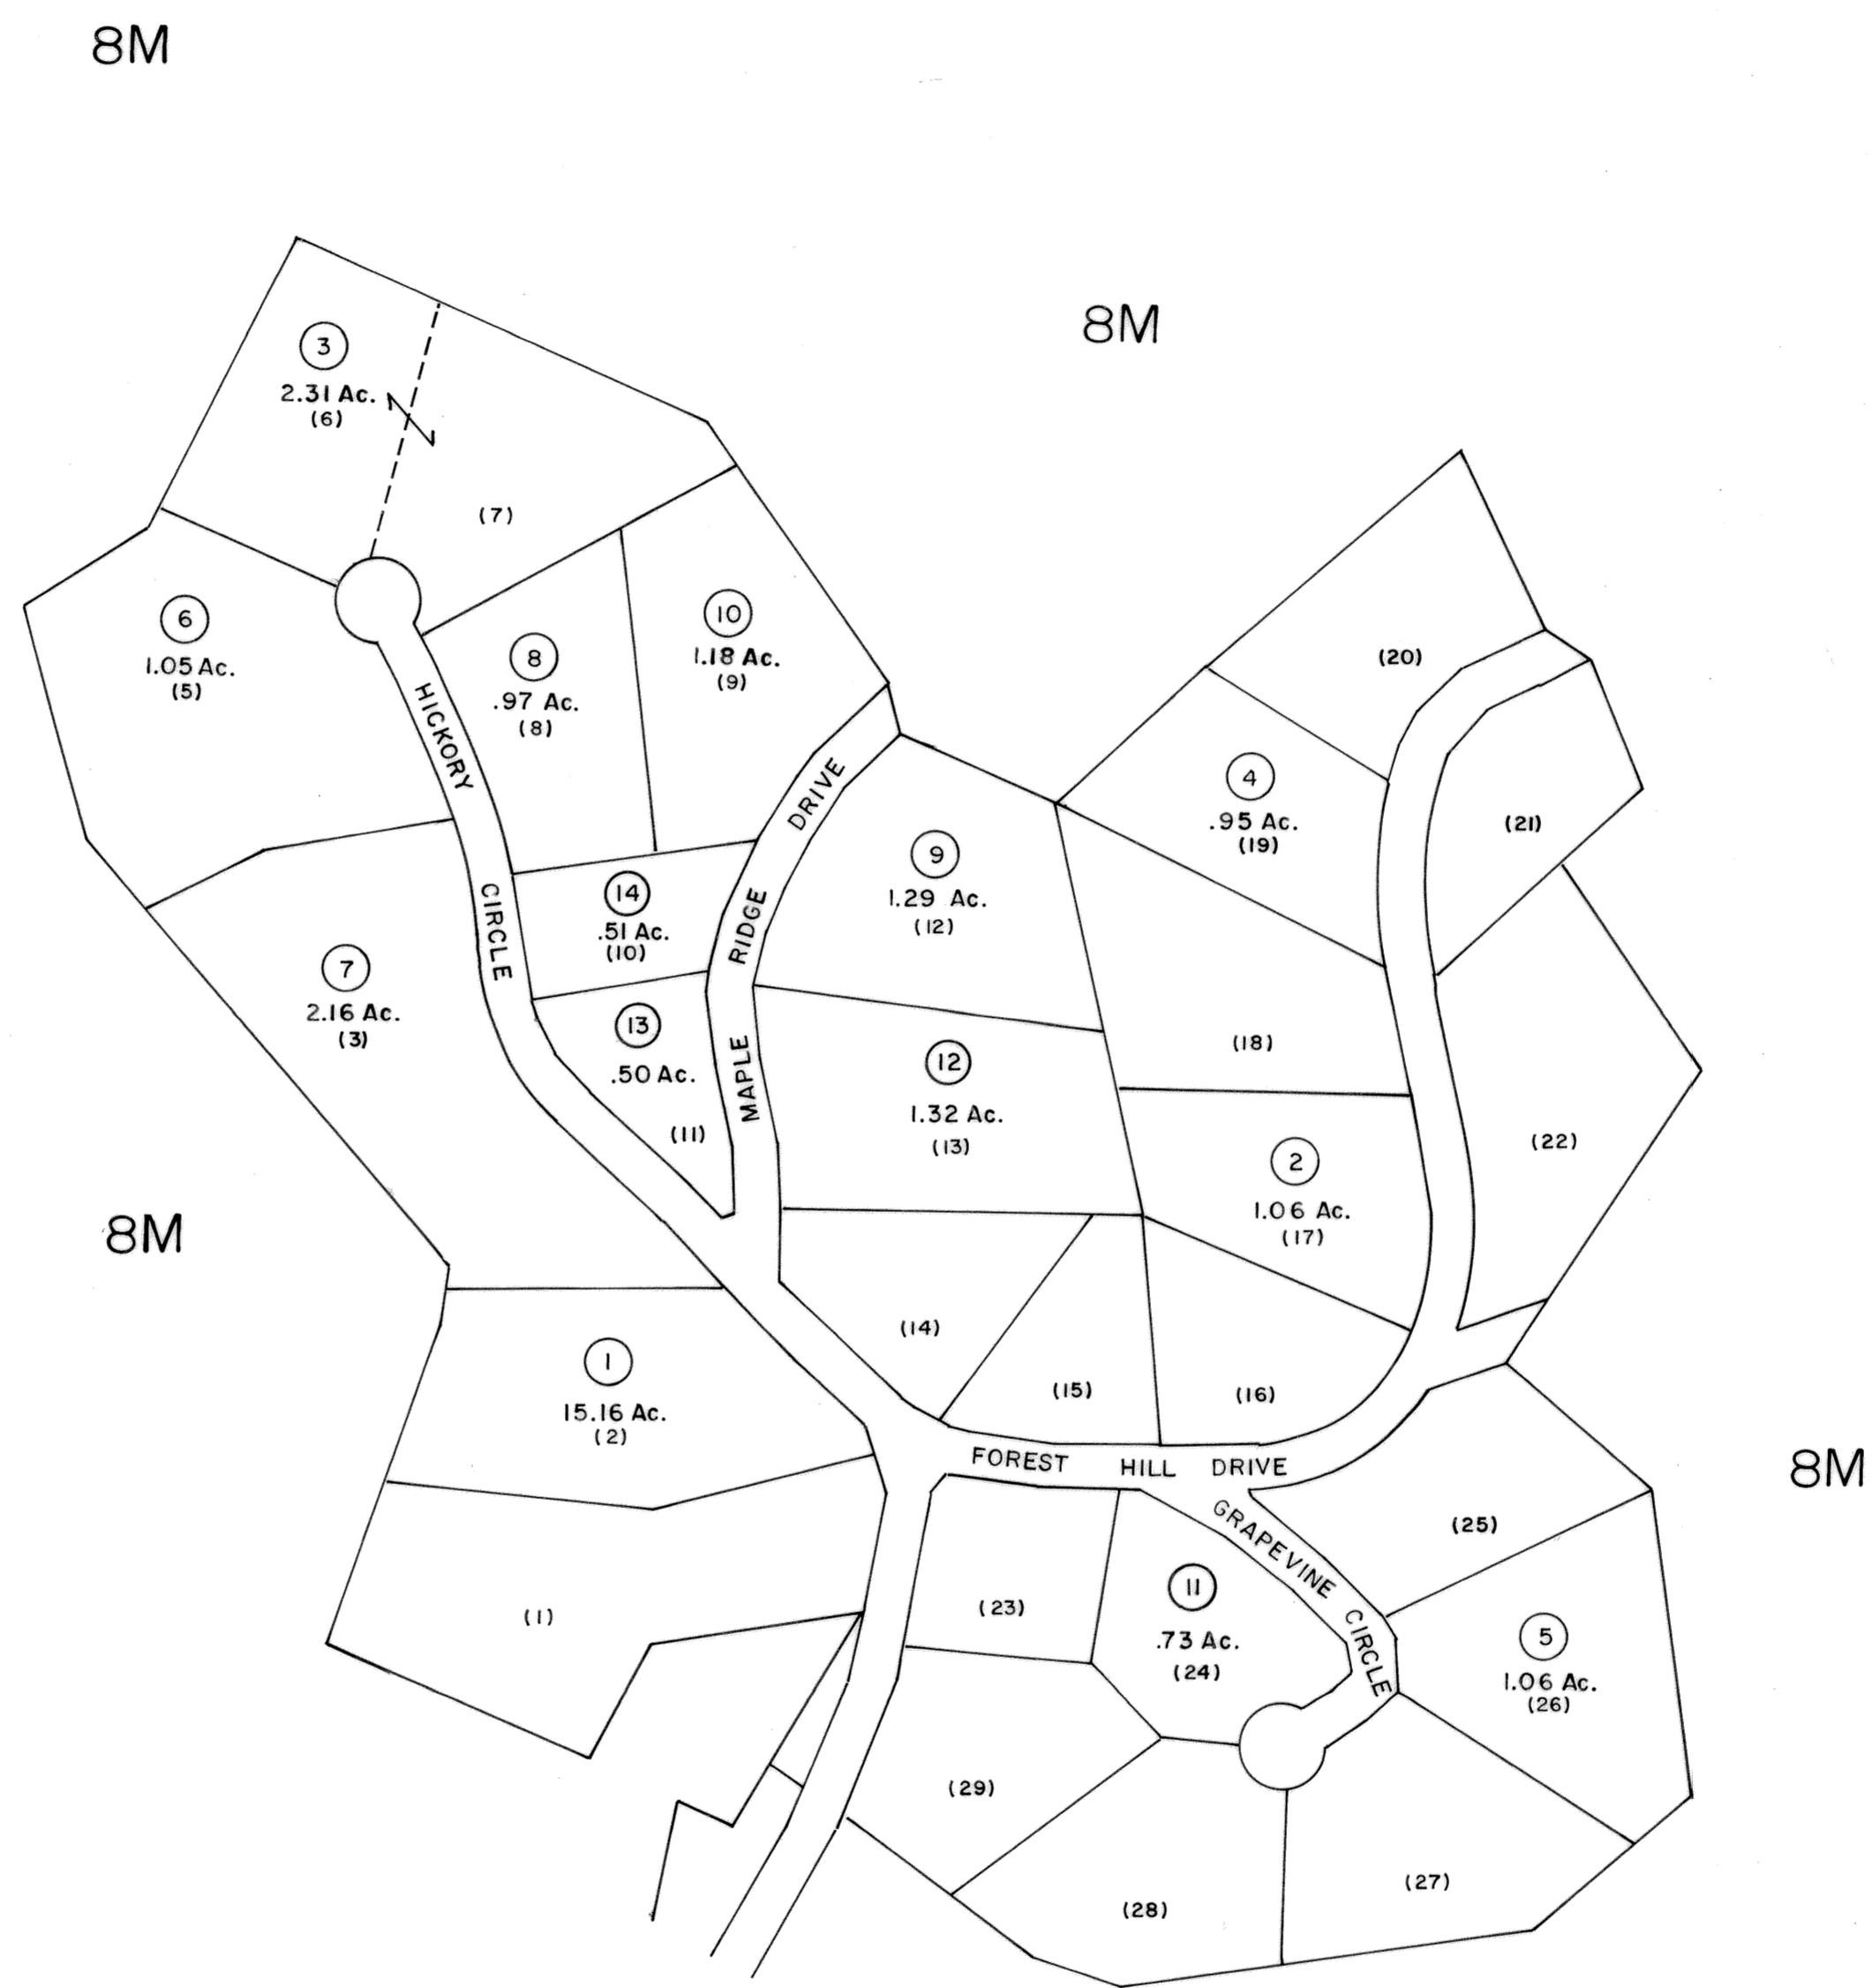 8M
8M
3
2.31 Ac.
(6)
(7)
6
1.05 Ac.
(5)
8
.97 Ac.
(8)
10
1.18 Ac.
(9)
HICKORY CIRCLE
MAPLE RIDGE DRIVE
(20)
4
.95 Ac.
(19)
(21)
9
1.29 Ac.
(12)
14
.51 Ac.
(10)
7
2.16 Ac.
(3)
13
.50 Ac.
(11)
12
1.32 Ac.
(13)
(18)
2
1.06 Ac.
(17)
(22)
8M
1
15.16 Ac.
(2)
(14)
(15)
(16)
FOREST HILL DRIVE
8M
GRAPEVINE CIRCLE
(25)
(1)
(23)
11
.73 Ac.
(24)
5
1.06 Ac.
(26)
(29)
(28)
(27)